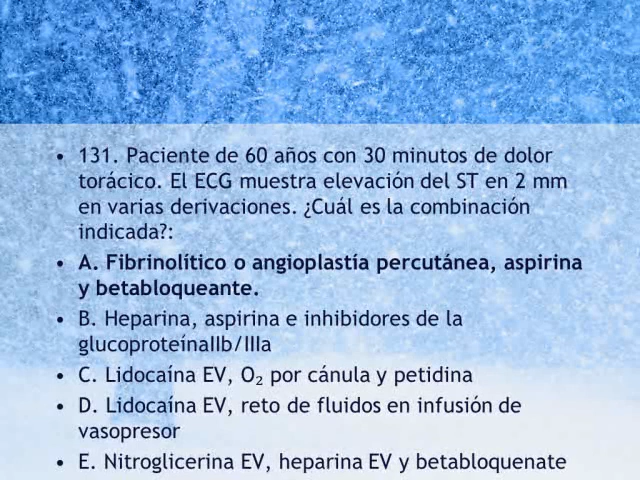 • 131. Paciente de 60 años con 30 minutos de dolor
torácico. El ECG muestra elevación del ST en 2 mm
en varias derivaciones. ¿Cuál es la combinación
indicada?:
• A. Fibrinolítico o angioplastía percutánea, aspirina
y betabloqueante.
• B. Heparina, aspirina e inhibidores de la
glucoproteínaIIb/IIIa
• C. Lidocaína EV, O₂ por cánula y petidina
• D. Lidocaína EV, reto de fluidos en infusión de
vasopresor
• E. Nitroglicerina EV, heparina EV y betabloquenate